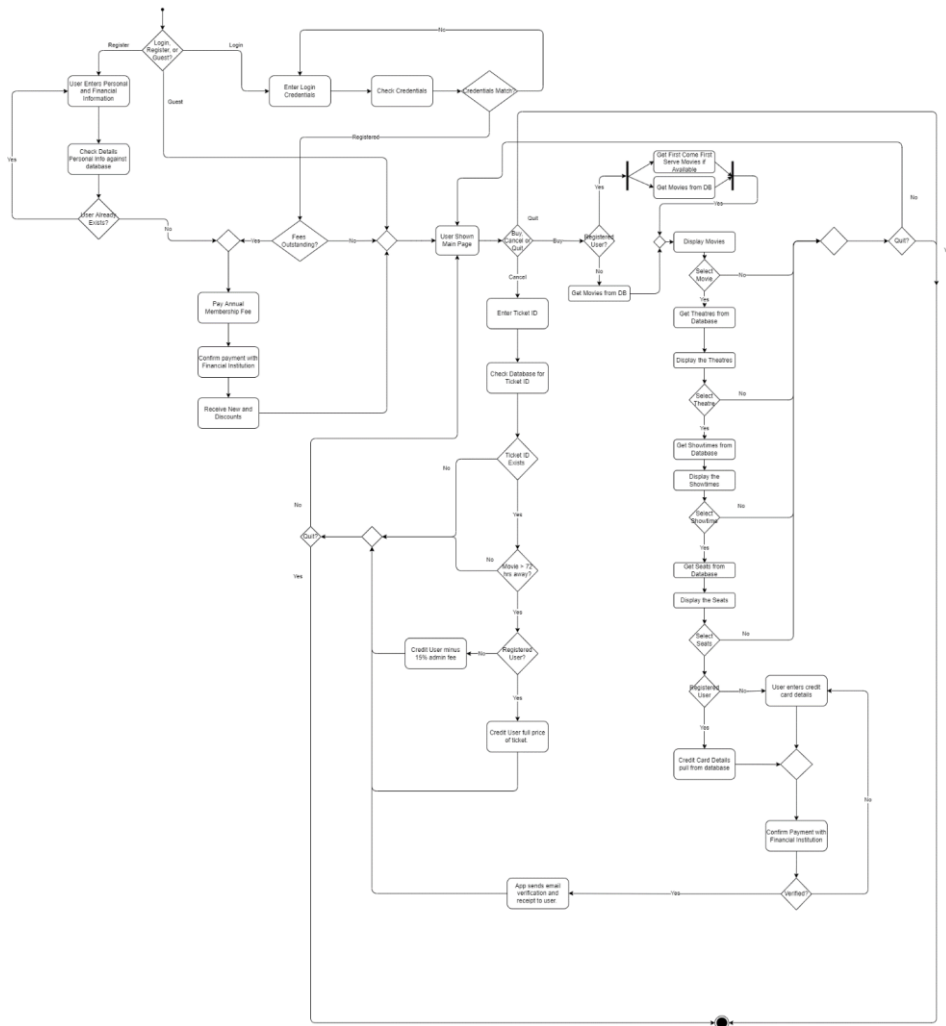 Login,
Register, or
Guest?
Register
Login
Guest
No
User Enters Personal
and Financial
Information
Enter Login
Credentials
Check Credentials
Credentials Match?
Yes
Registered
Check Details
Personal info against
database
User Already
Exists?
No
Yes
Fees
Outstanding?
No
User Shown
Main Page
Buy
Cancel or
Quit
Quit
Buy
Cancel
Registered
User?
Yes
No
Get First Come First
Serve Movies if
Available
Get Movies from DB
Yes
Get Movies from DB
Display Movies
Select
Movie
No
Yes
Quit?
No
Y
Get Theatres from
Database
Display the Theatres
Select
Theatre
No
Yes
Get Showtimes from
Database
Display the
Showtimes
Select
Showtime
No
Yes
Get Seats from
Database
Display the Seats
Select
Seats
No
Registered
User
No
Yes
User enters credit
card details
Credit Card Details
pull from database
No
Confirm Payment with
Financial Institution
Verified?
Yes
App sends email
verification and
receipt to user.
Pay Annual
Membership Fee
Confirm payment with
Financial Institution
Receive New and
Discounts
Enter Ticket ID
Check Database for
Ticket ID
Ticket ID
Exists
No
Yes
Movie > 72
hrs away?
No
Yes
Registered
User?
No
Yes
Credit User minus
15% admin fee
Credit User full price
of ticket.
Quit?
No
Yes